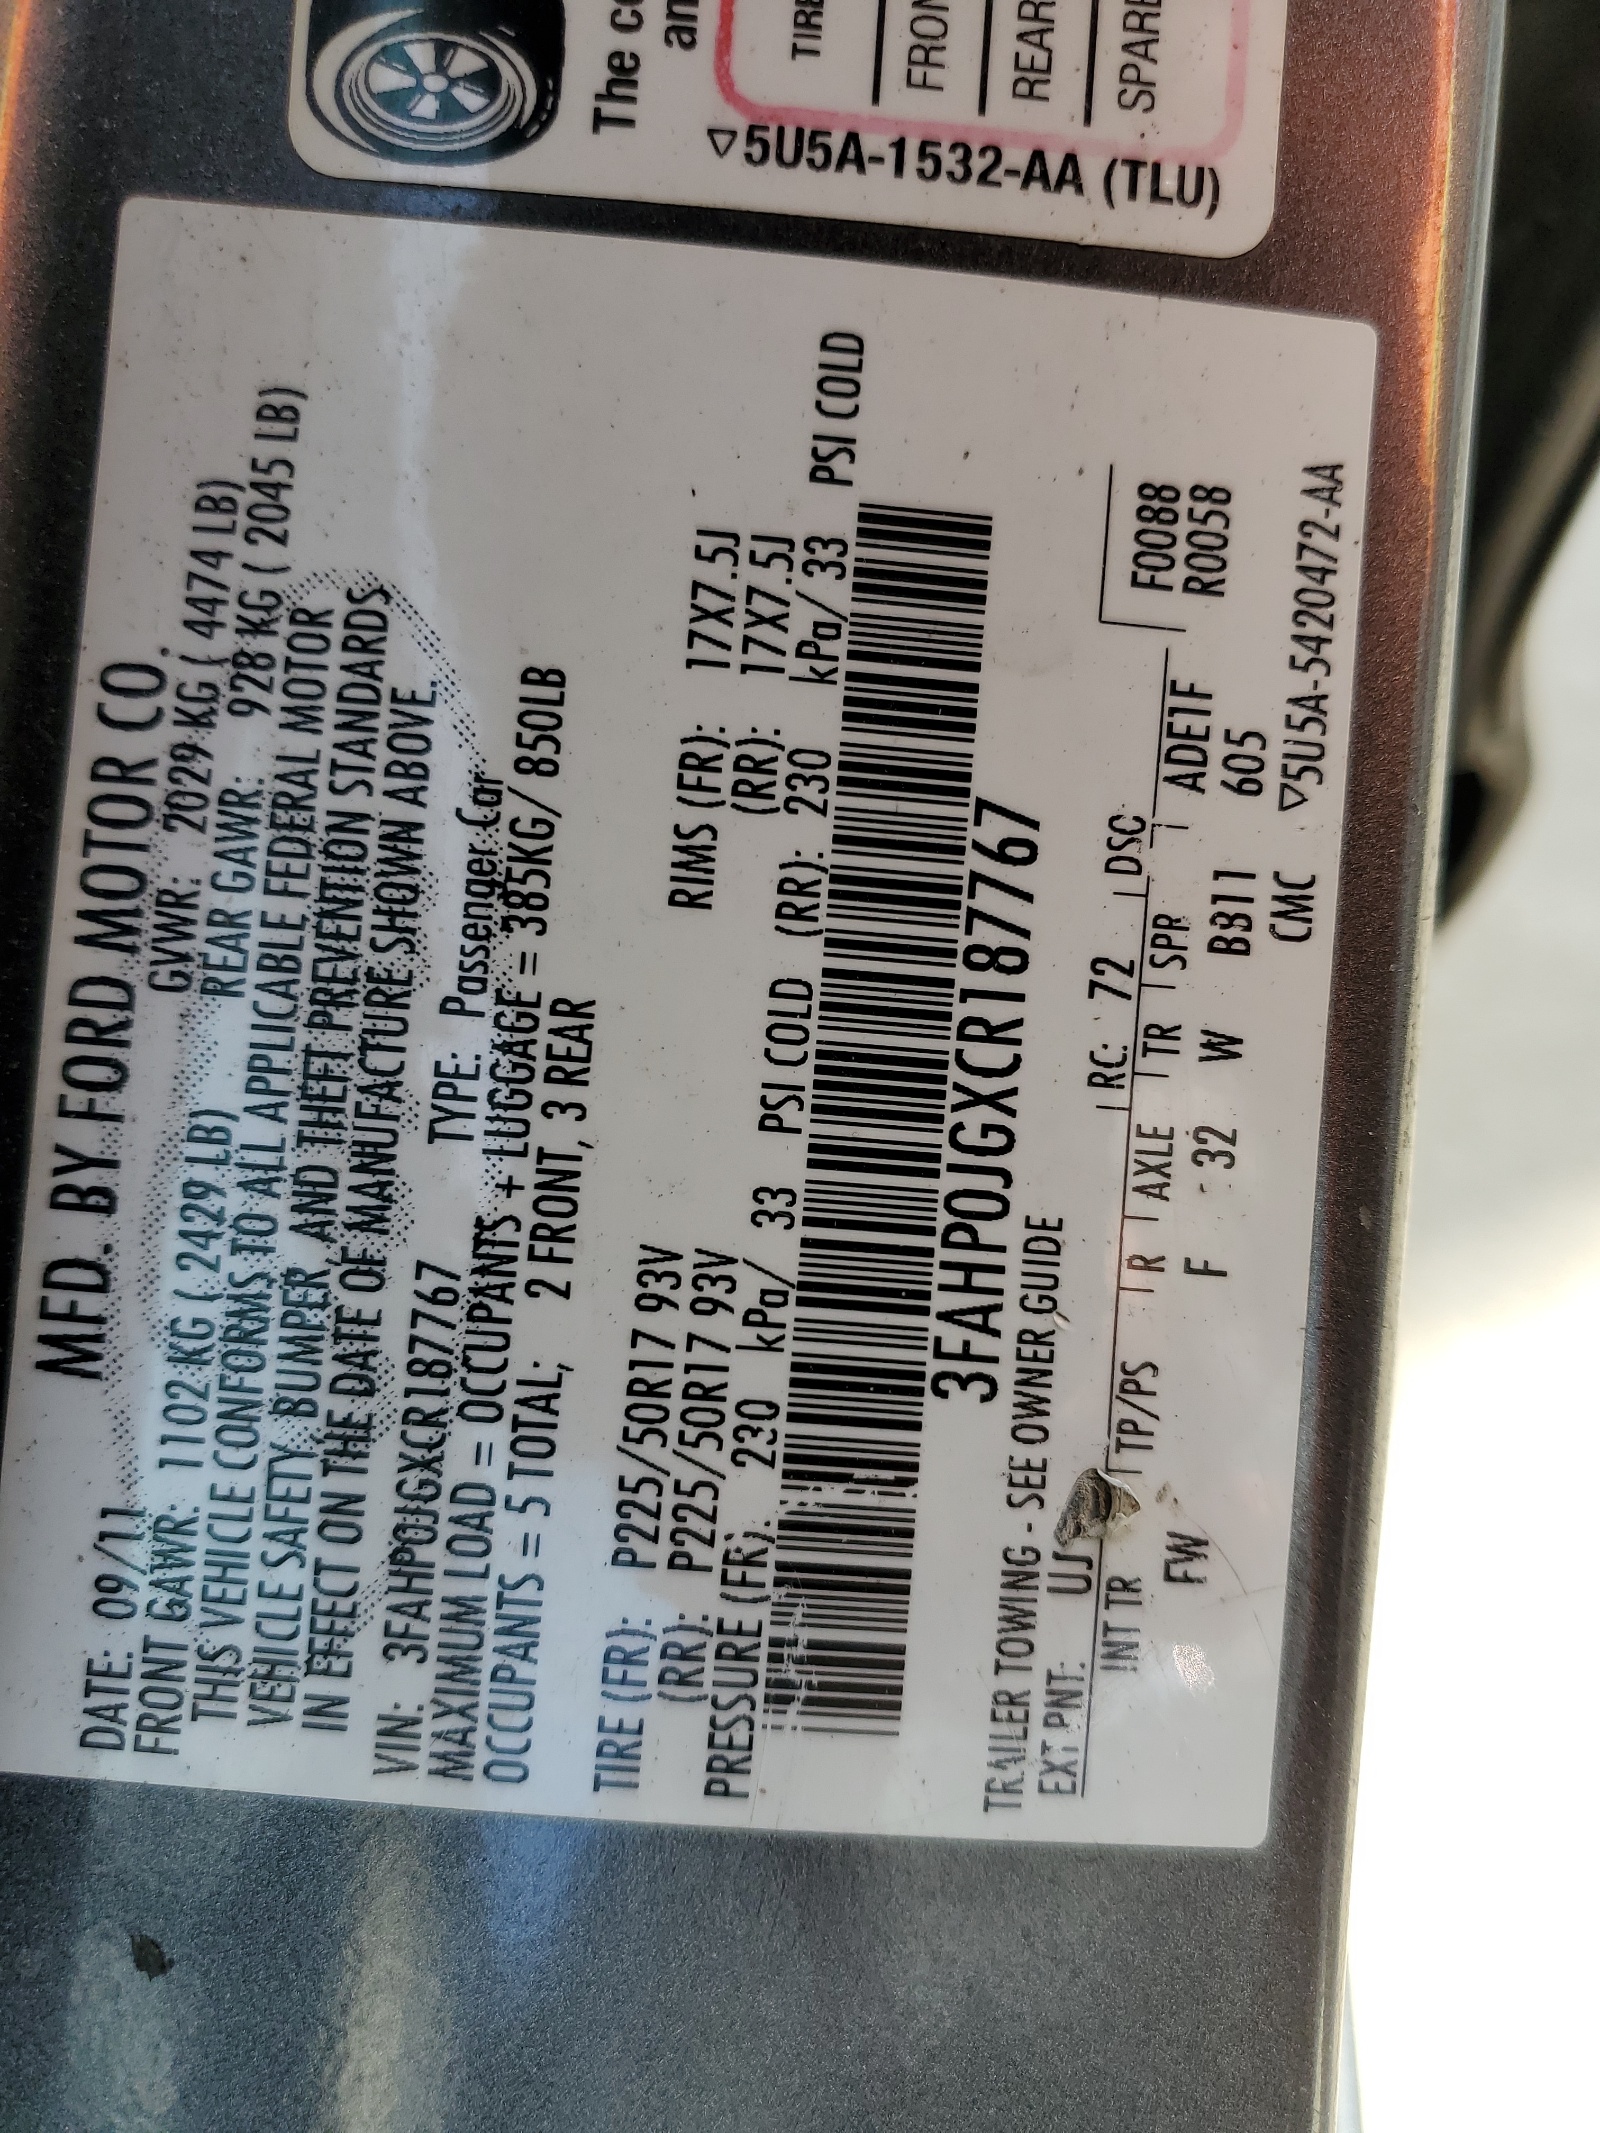 MFD. BY FORD MOTOR CO.
DATE: 09/11 GVWR: 2029 KG ( 4474 LB)
FRONT GAWR: 1102 KG ( 2429 LB) REAR GAWR: 928 KG ( 2045 LB)
THIS VEHICLE CONFORMS TO ALL APPLICABLE FEDERAL MOTOR
VEHICLE SAFETY, BUMPER, AND THEFT PREVENTION STANDARDS
IN EFFECT ON THE DATE OF MANUFACTURE SHOWN ABOVE.
VIN: 3FAHP0JGXCR187767 TYPE: Passenger Car
MAXIMUM LOAD = OCCUPANTS + LUGGAGE = 385KG/ 850LB
OCCUPANTS = 5 TOTAL; 2 FRONT, 3 REAR
TIRE (FR): P225/50R17 93V RIMS (FR): 17X7.5J
(RR): P225/50R17 93V (RR): 17X7.5J
PRESSURE (FR): 230 kPa/ 33 PSI COLD (RR): 230 kPa/ 33 PSI COLD
3FAHP0JGXCR187767
TRAILER TOWING - SEE OWNER GUIDE
EXT PNT: UJ RC: 72 DSO
INT TR TP/PS R AXLE TR SPR ADE1F F0088
FW F 32 W BB11 605 R0058
CMC ▽5U5A-5420472-AA
The co
an
TIRE
FRON
REAR
SPARE
▽5U5A-1532-AA (TLU)